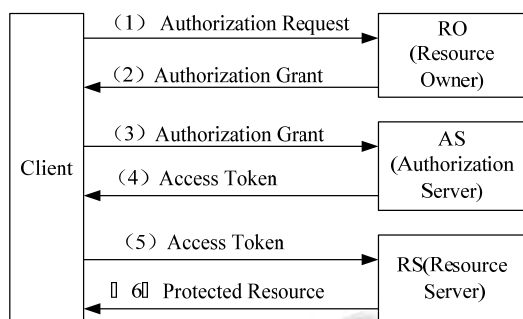 （1） Authorization Request
RO
(Resource
Owner)
（2） Authorization Grant
（3） Authorization Grant
AS
(Authorization
Server)
Client
（4）Access Token
（5）Access Token
RS(Resource
Server)
▯ 6▯ Protected Resource